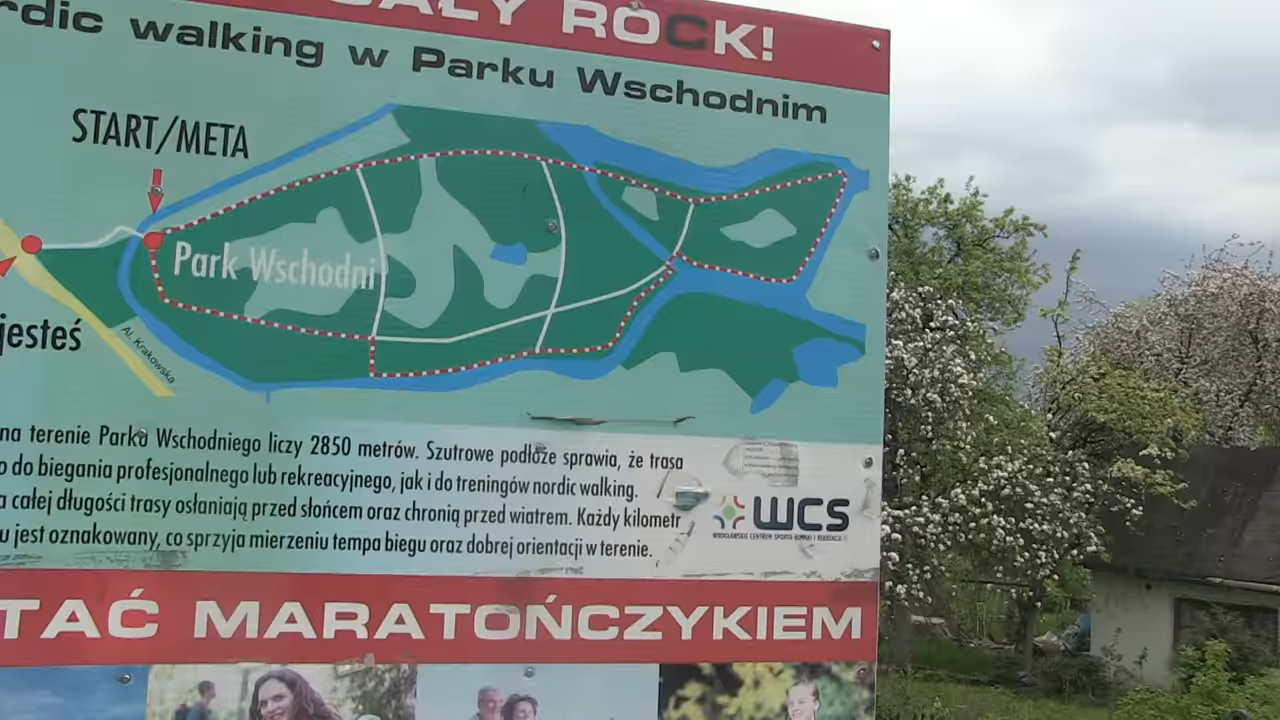 CAŁY ROCK!
rdic walking w Parku Wschodnim
START/META
Park Wschodni
jesteś
Al. Krakowska
na terenie Parku Wschodniego liczy 2850 metrów. Szutrowe podłoże sprawia, że trasa
o do biegania profesjonalnego lub rekreacyjnego, jak i do treningów nordic walking.
a całej długości trasy osłaniają przed słońcem oraz chronią przed wiatrem. Każdy kilometr
u jest oznakowany, co sprzyja mierzeniu tempa biegu oraz dobrej orientacji w terenie.
WCS
TAĆ MARATOŃCZYKIEM